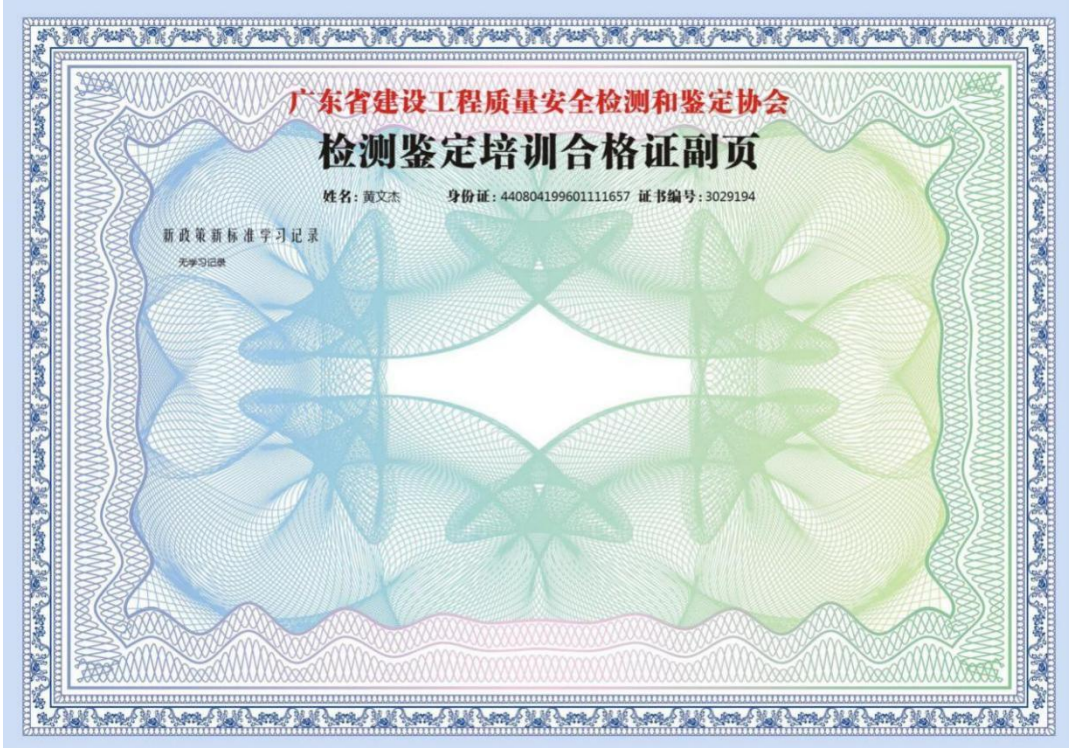 广东省建设工程质量安全检测和鉴定协会
检测鉴定培训合格证副页
姓名: 黄文杰 身份证: 440804199601111657 证书编号: 3029194
新政策新标准学习记录
无学习记录